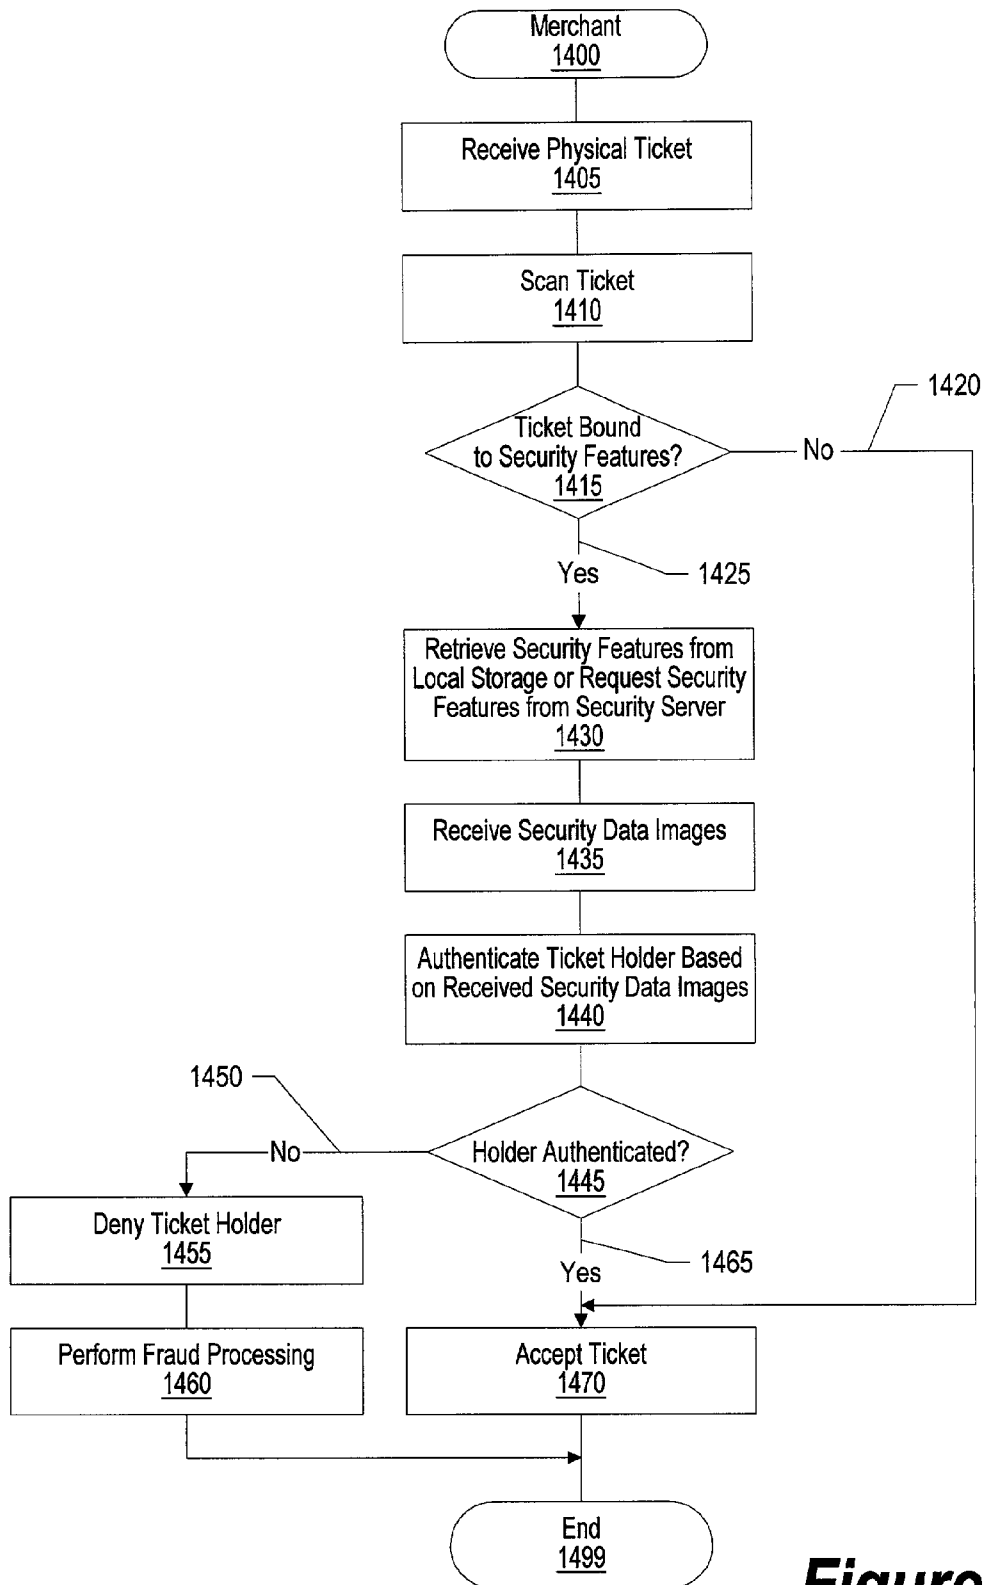 Merchant
1400
Receive Physical Ticket
1405
Scan Ticket
1410
1420
Ticket Bound
to Security Features?
1415
No
1425
Yes
Retrieve Security Features from
Local Storage or Request Security
Features from Security Server
1430
Receive Security Data Images
1435
Authenticate Ticket Holder Based
on Received Security Data Images
1440
1450
No
Holder Authenticated?
1445
Deny Ticket Holder
1455
1465
Yes
Perform Fraud Processing
1460
Accept Ticket
1470
End
1499
Figure